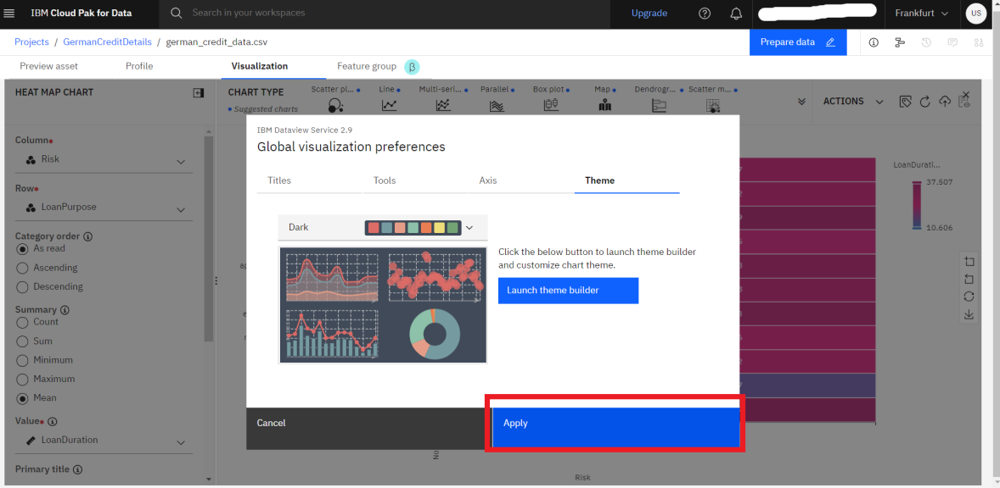 IBM Cloud Pak for Data
Search in your workspaces
Upgrade
Frankfurt
US
Projects / GermanCreditDetails / german_credit_data.csv
Prepare data
Preview asset
Profile
Visualization
Feature group
β
HEAT MAP CHART
CHART TYPE
Suggested charts
Scatter pl...
Line
Multi-seri...
Parallel
Box plot
Map
Dendrogr...
Scatter m...
ACTIONS
Column*
Risk
Row*
LoanPurpose
Category order
As read
Ascending
Descending
Summary
Count
Sum
Minimum
Maximum
Mean
Value*
LoanDuration
Primary title
IBM Dataview Service 2.9
Global visualization preferences
Titles
Tools
Axis
Theme
Dark
Click the below button to launch theme builder
and customize chart theme.
Launch theme builder
Cancel
Apply
LoanDurati...
37.507
10.606
No
Risk